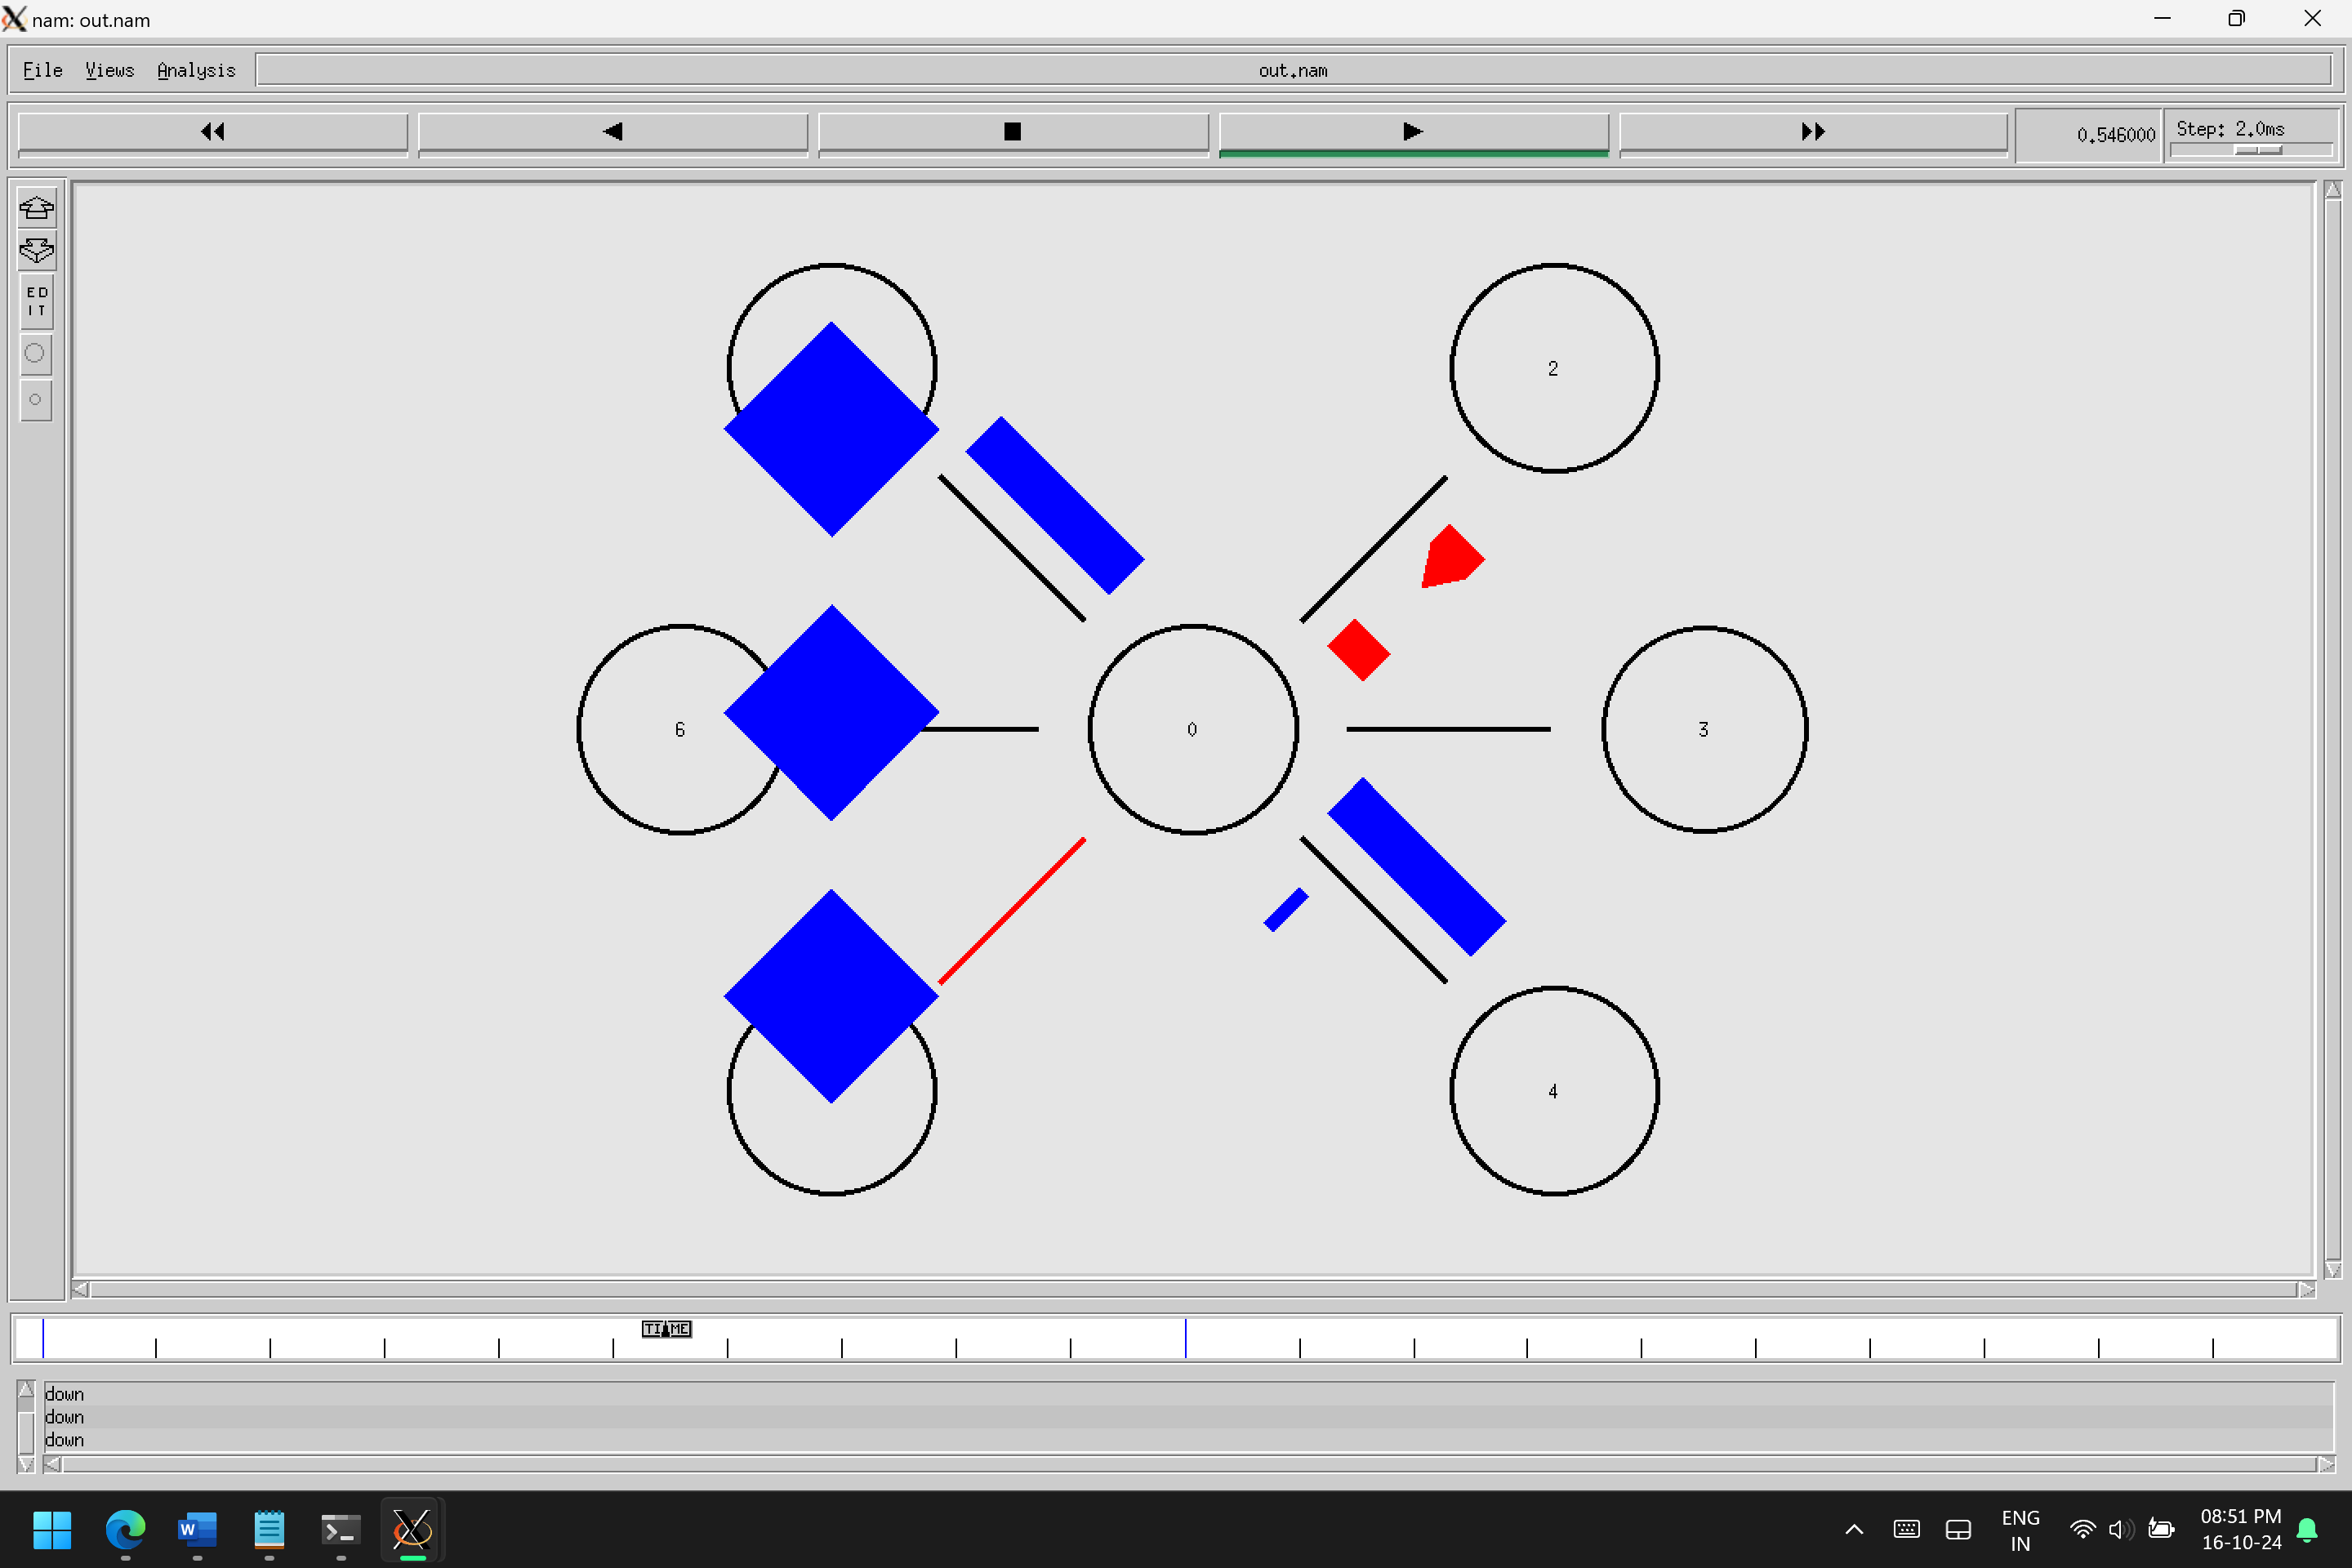 nam: out.nam
File Views Analysis out.nam
0.546000 Step: 2.0ms
ED
IT
2
6 0 3
4
TIME
down
down
down
ENG 08:51 PM
IN 16-10-24